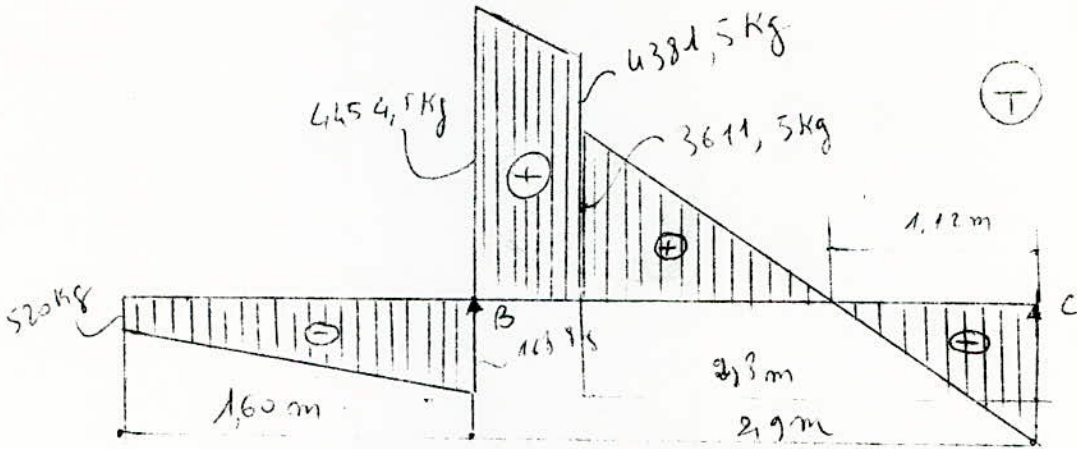 4381,5Kg
T
4454,5Kg
3611,5Kg
+
1,12m
+
520Kg
B
C
-
-
2,3m
1,60m
2,9m